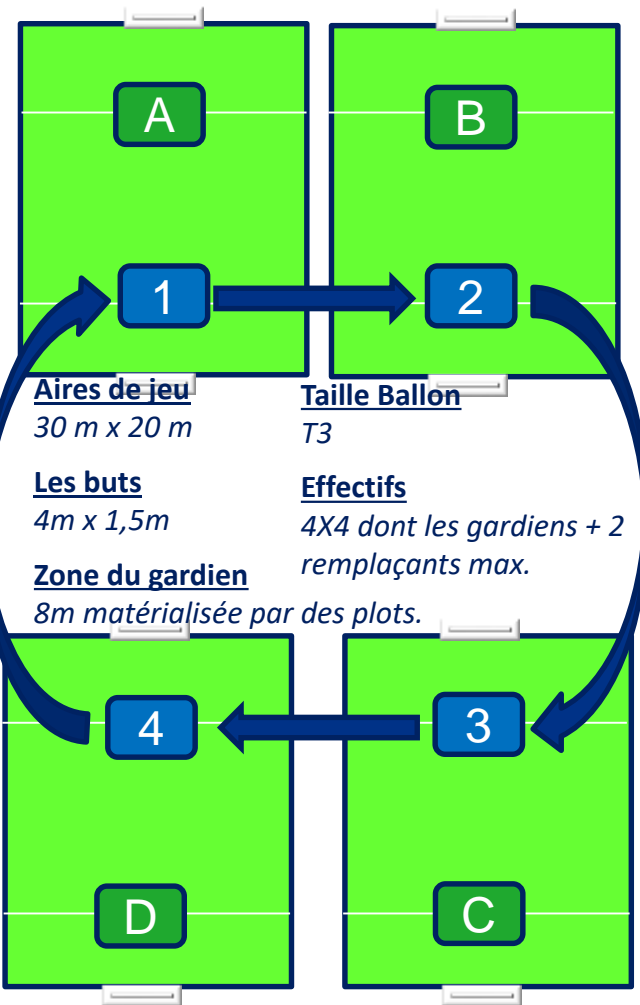 A
B
1
2
Aires de jeu
30 m x 20 m
Les buts
4m x 1,5m
Zone du gardien
8m matérialisée par des plots.
Taille Ballon
T3
Effectifs
4X4 dont les gardiens + 2
remplaçants max.
4
3
D
C